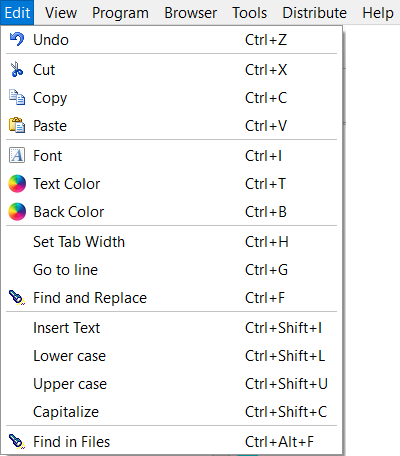 Edit View Program Browser Tools Distribute Help
Undo Ctrl+Z
Cut Ctrl+X
Copy Ctrl+C
Paste Ctrl+V
Font Ctrl+I
Text Color Ctrl+T
Back Color Ctrl+B
Set Tab Width Ctrl+H
Go to line Ctrl+G
Find and Replace Ctrl+F
Insert Text Ctrl+Shift+I
Lower case Ctrl+Shift+L
Upper case Ctrl+Shift+U
Capitalize Ctrl+Shift+C
Find in Files Ctrl+Alt+F